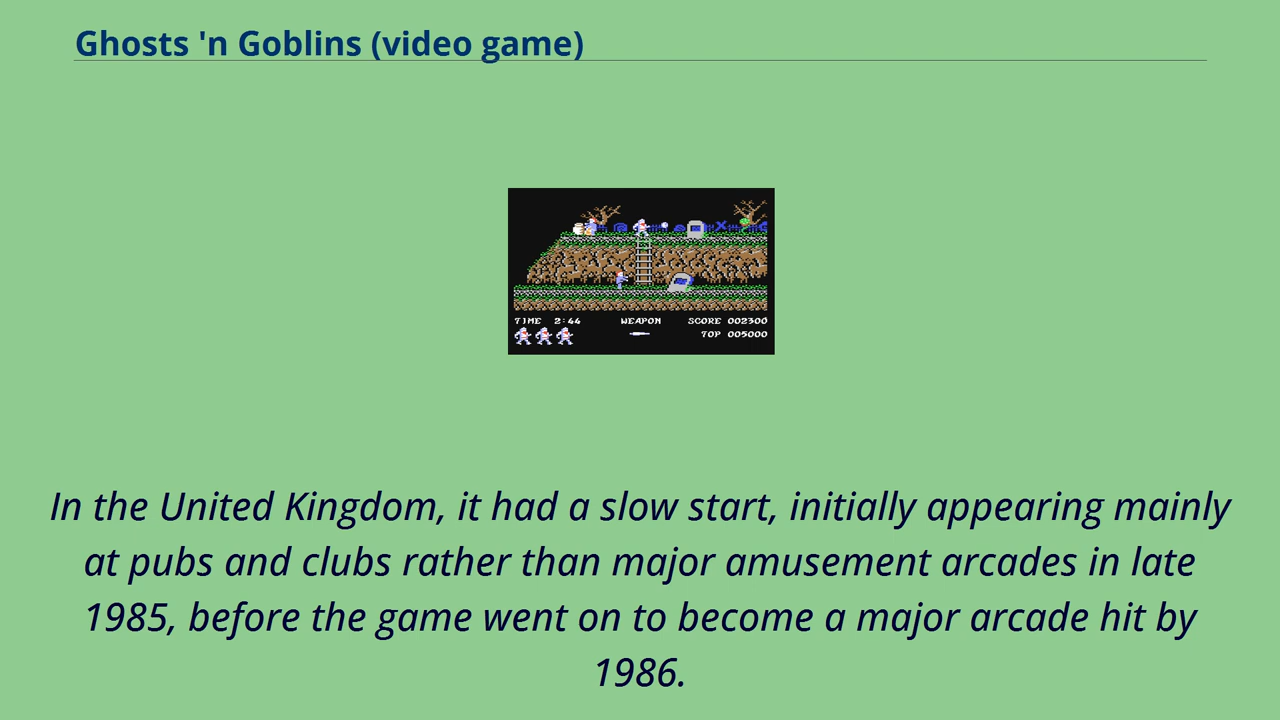 Ghosts 'n Goblins (video game)
TIME 2:44 WEAPON SCORE 002300
TOP 005000
In the United Kingdom, it had a slow start, initially appearing mainly
at pubs and clubs rather than major amusement arcades in late
1985, before the game went on to become a major arcade hit by
1986.